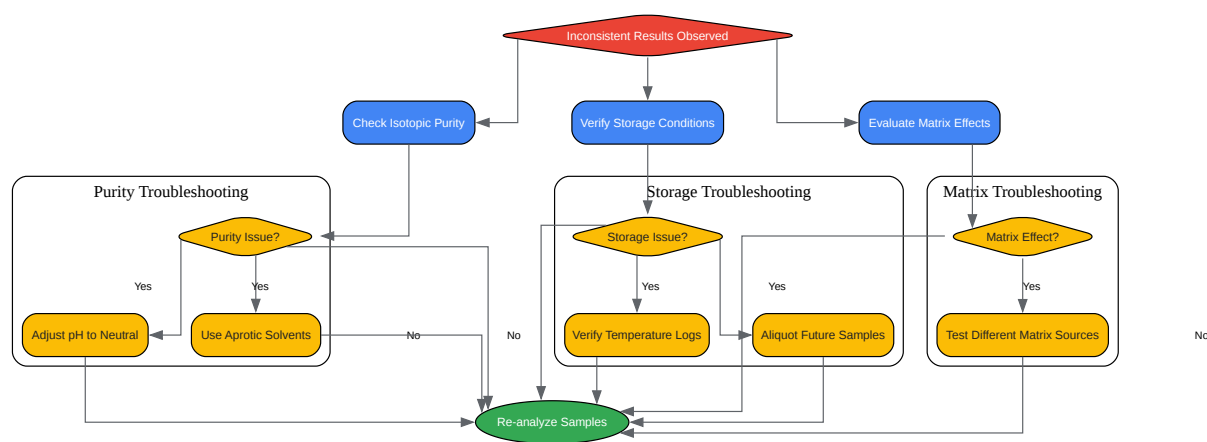 Inconsistent Results Observed
Check Isotopic Purity
Verify Storage Conditions
Evaluate Matrix Effects
Purity Troubleshooting
Storage Troubleshooting
Matrix Troubleshooting
Purity Issue?
Storage Issue?
Matrix Effect?
Yes
Yes
Yes
Yes
Yes
Adjust pH to Neutral
Use Aprotic Solvents
No
No
Verify Temperature Logs
Aliquot Future Samples
Test Different Matrix Sources
No
Re-analyze Samples